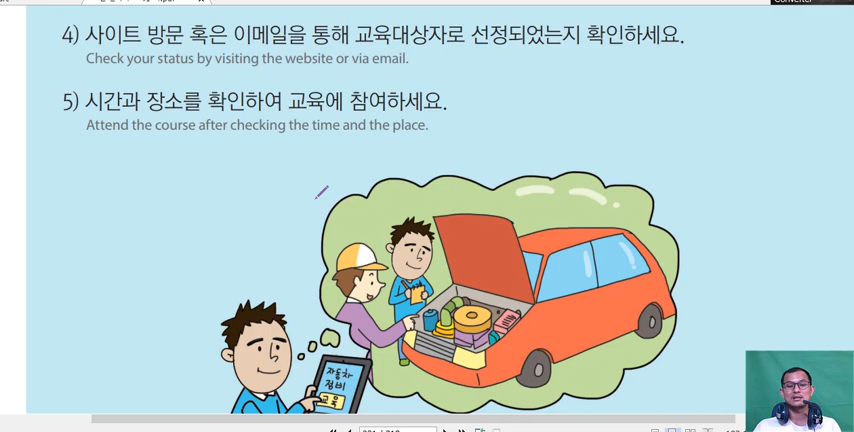 4) 사이트 방문 혹은 이메일을 통해 교육대상자로 선정되었는지 확인하세요.
Check your status by visiting the website or via email.
5) 시간과 장소를 확인하여 교육에 참여하세요.
Attend the course after checking the time and the place.
자동차
정비
교육